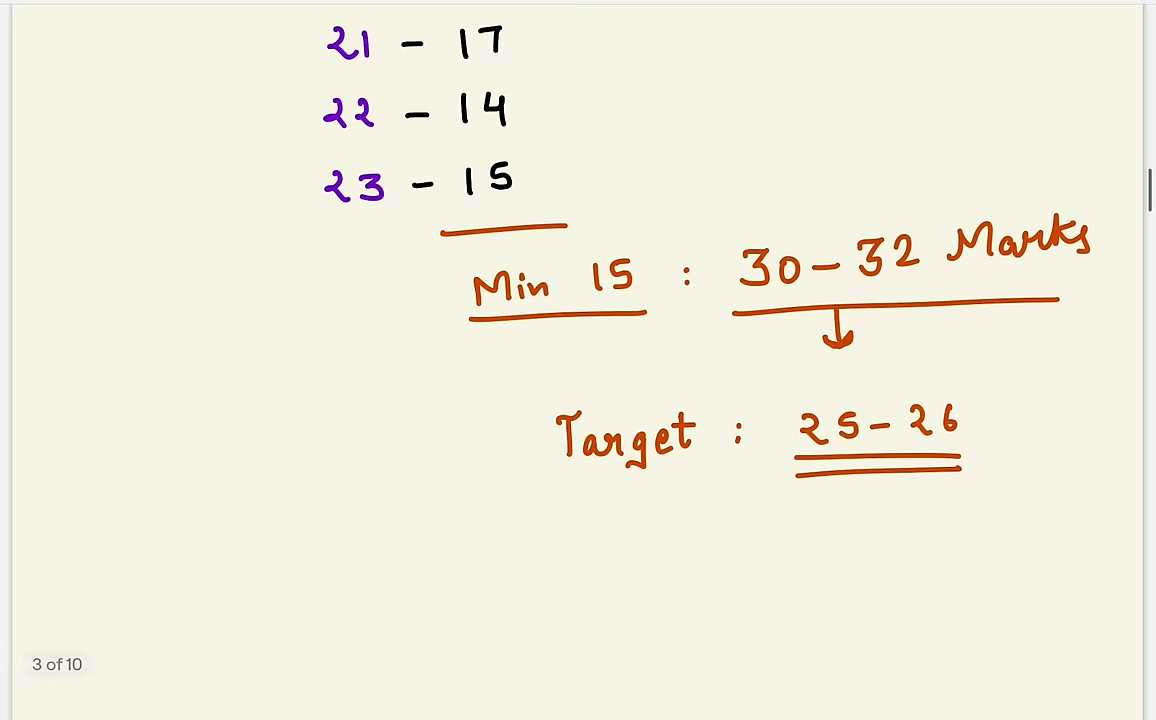 21 - 17
22 - 14
23 - 15
Min 15 : 30 - 32 Marks
Target : 25 - 26
3 of 10